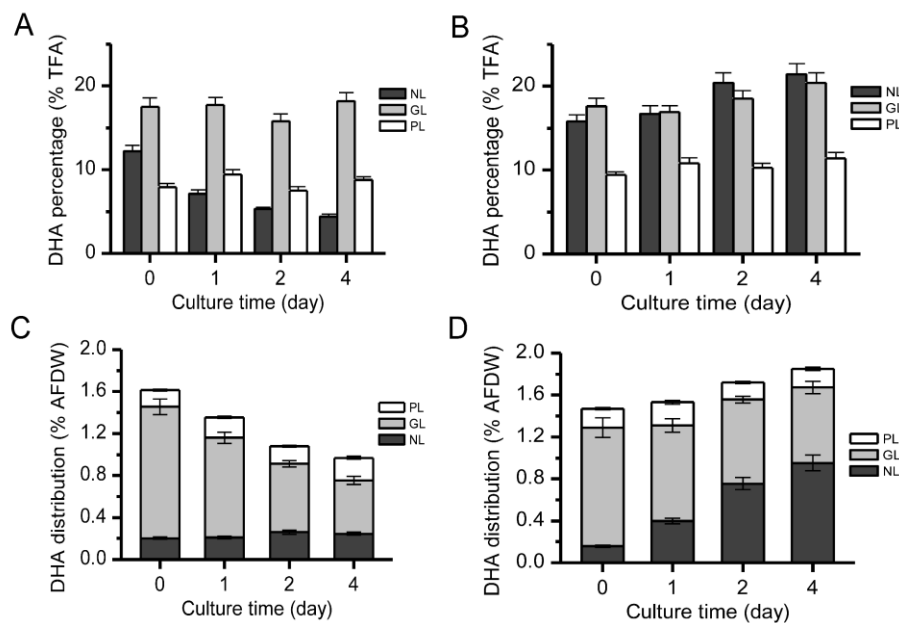 A
DHA percentage (% TFA)
20
10
0
NL
GL
PL
0 1 2 4
Culture time (day)
B
DHA percentage (% TFA)
20
10
0
NL
GL
PL
0 1 2 4
Culture time (day)
C
DHA distribution (% AFDW)
2.0
1.6
1.2
0.8
0.4
0.0
PL
GL
NL
0 1 2 4
Culture time (day)
D
DHA distribution (% AFDW)
2.0
1.6
1.2
0.8
0.4
0.0
PL
GL
NL
0 1 2 4
Culture time (day)